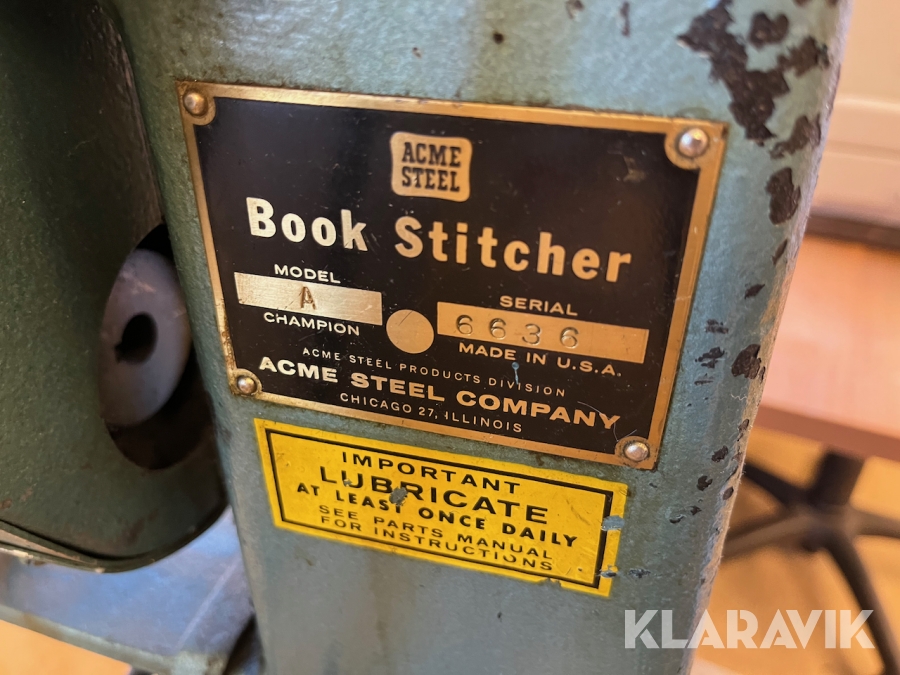 ACME
STEEL
Book Stitcher
MODEL
A
CHAMPION
SERIAL
6636
MADE IN U.S.A.
ACME STEEL PRODUCTS DIVISION
ACME STEEL COMPANY
CHICAGO 27, ILLINOIS
IMPORTANT
LUBRICATE
AT LEAST ONCE DAILY
SEE PARTS MANUAL
FOR INSTRUCTIONS
KLARAVIK